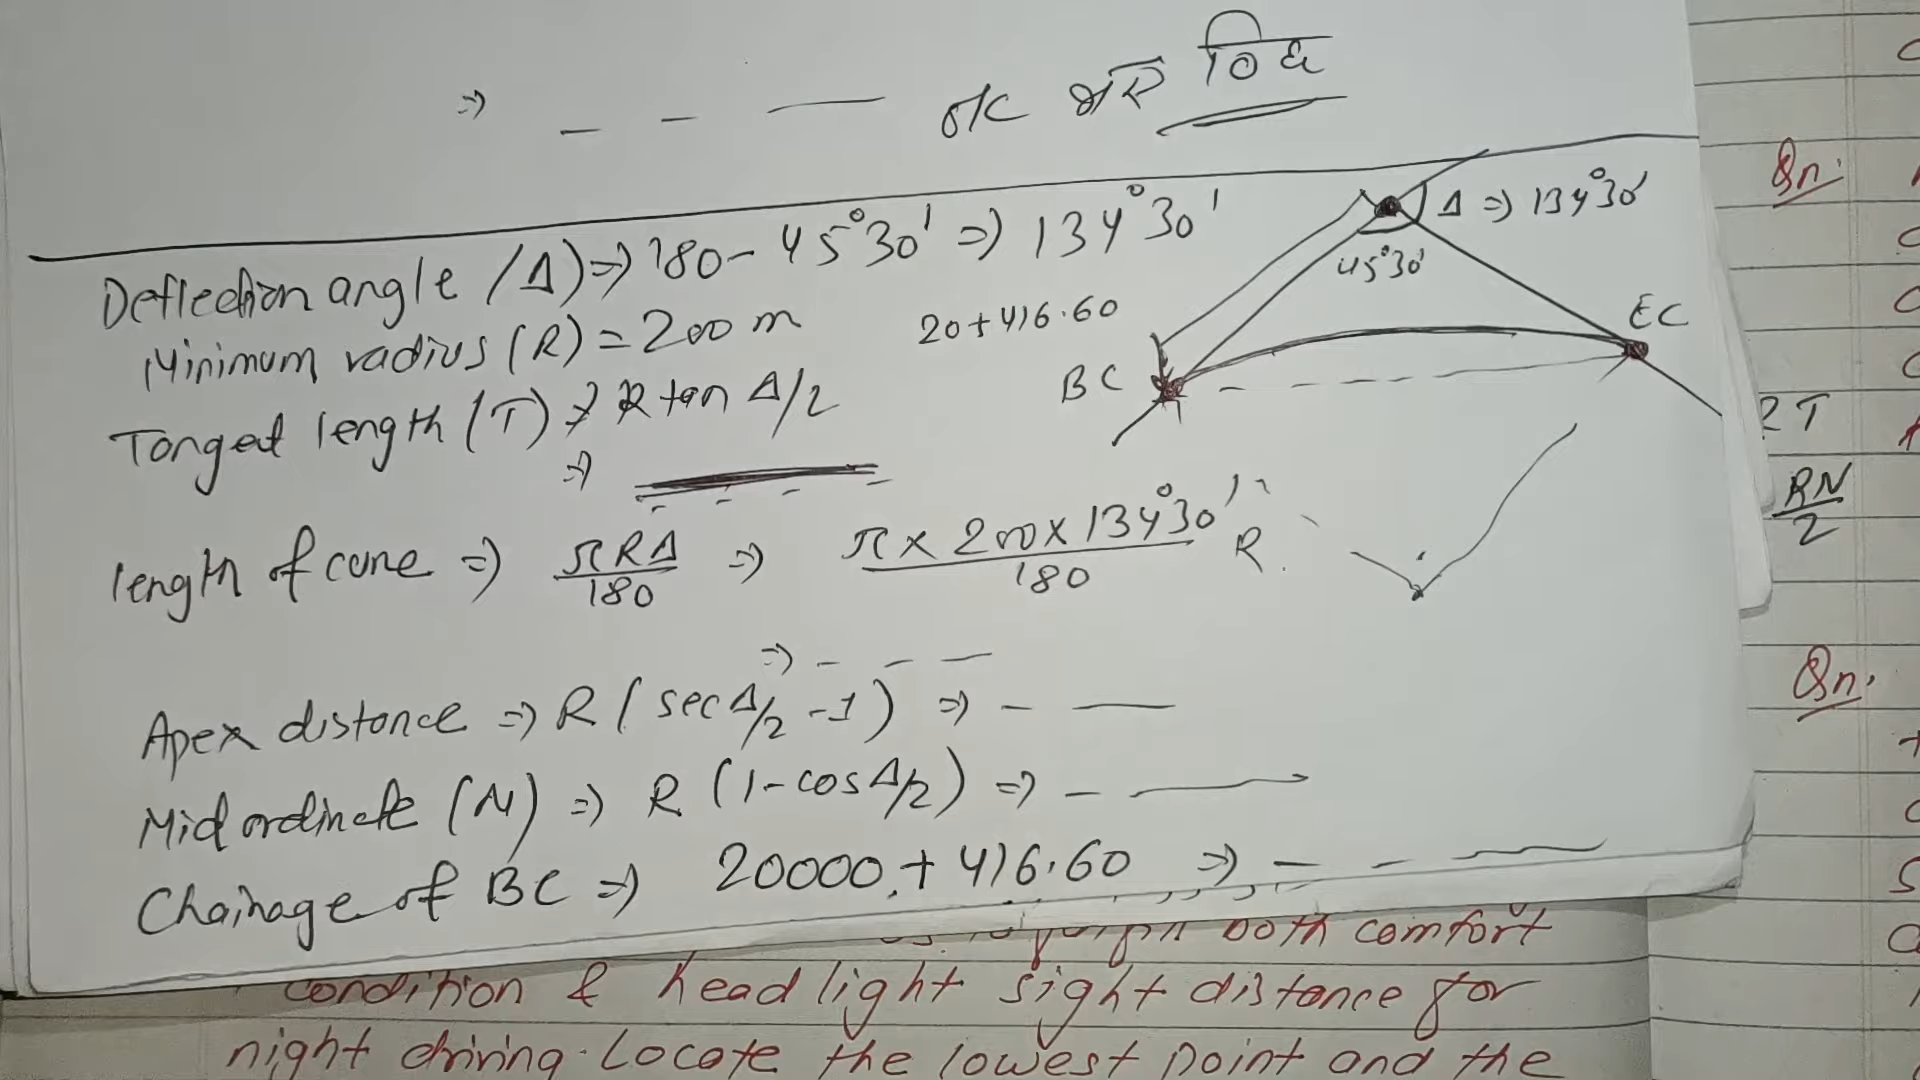 ⇒ — — —
Deflection angle (Δ) ⇒ 180 - 45°30' ⇒ 134°30'
Δ ⇒ 134°30'
45°30'
Minimum radius (R) = 200 m
20+416.60
EC
BC
Tangent length (T) ⇒ R tan Δ/2
⇒
length of curve ⇒ πRΔ/180 ⇒ π × 200 × 134°30'/180
R
⇒ - - —
Apex distance ⇒ R (sec Δ/2 - 1) ⇒ - —
Mid ordinate (M) ⇒ R (1-cos Δ/2) ⇒ - —
Chainage of BC ⇒ 20000 + 416.60 ⇒ - - —
both comfort
condition & head light sight distance for
night driving. Locate the lowest point and the
Qn:
2T
RN/2
Qn.